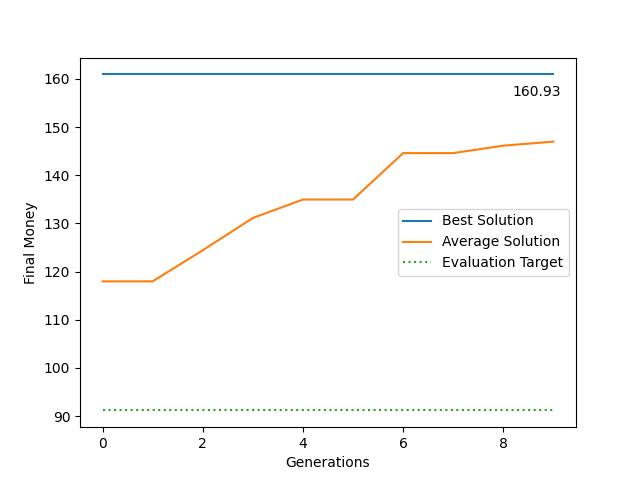 160
150
140
130
120
110
100
90
Final Money
160.93
Best Solution
Average Solution
Evaluation Target
0 2 4 6 8
Generations